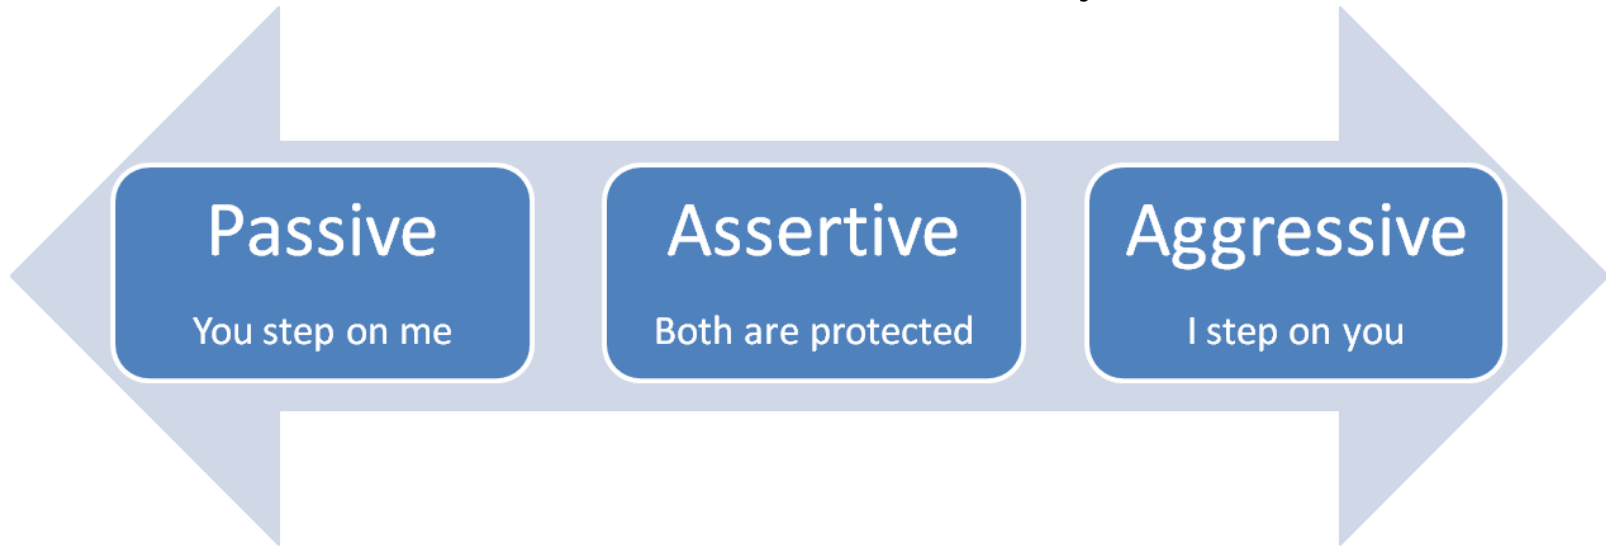 Passive
You step on me
Assertive
Both are protected
Aggressive
I step on you